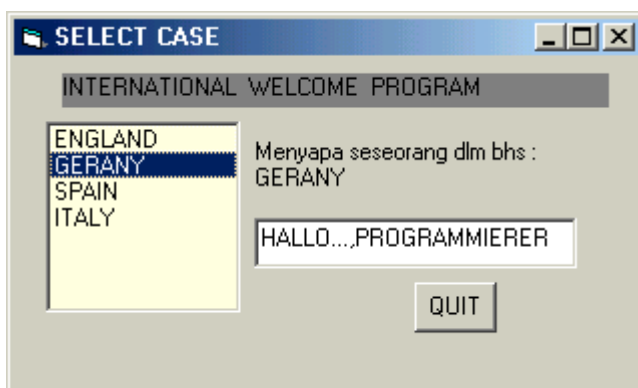 SELECT CASE
INTERNATIONAL WELCOME PROGRAM
ENGLAND
GERANY
SPAIN
ITALY
Menyapa seseorang dlm bhs :
GERANY
HALLO...,PROGRAMMIERER
QUIT